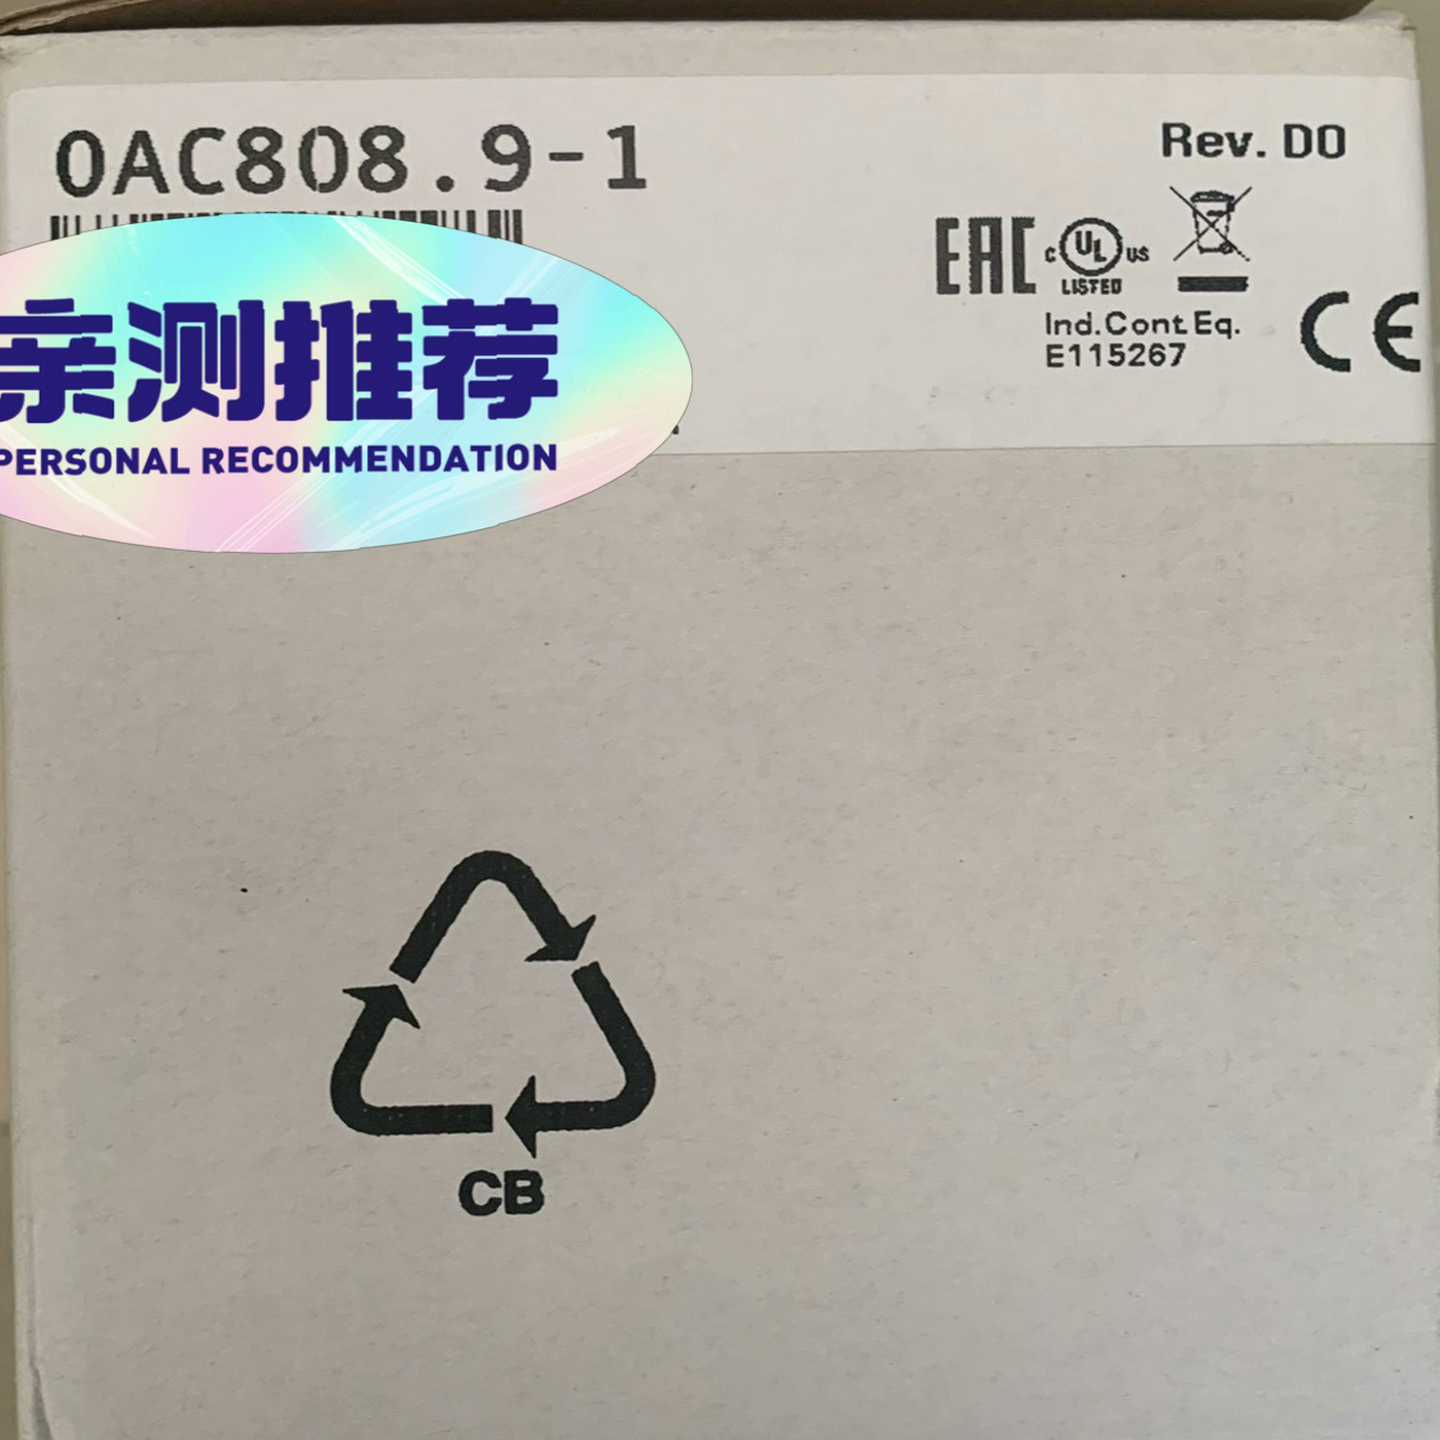 0AC808.9-1
Rev. D0
EAC
C UL US
LISTED
Ind.Cont.Eq.
E115267
CE
亲测推荐
PERSONAL RECOMMENDATION
CB